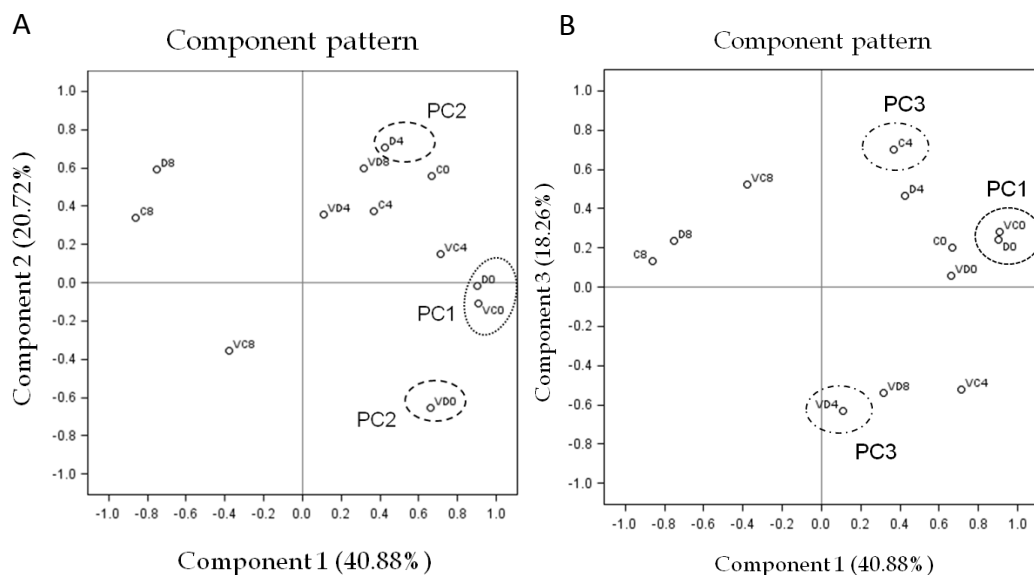 A
Component pattern
1.0
0.8
0.6
0.4
0.2
0.0
-0.2
-0.4
-0.6
-0.8
-1.0
Component 2 (20.72%)
PC2
D4
VD8
C0
D8
C8
VD4
C4
VC4
D0
VC0
PC1
VC8
VD0
PC2
-1.0 -0.8 -0.6 -0.4 -0.2 0.0 0.2 0.4 0.6 0.8 1.0
Component 1 (40.88%)
B
Component pattern
1.0
0.8
0.6
0.4
0.2
0.0
-0.2
-0.4
-0.6
-0.8
-1.0
Component 3 (18.26%)
PC3
C4
PC1
VC8
D4
VC0
D0
D8
C8
C0
VD0
VD8
VC4
VD4
PC3
-1.0 -0.8 -0.6 -0.4 -0.2 0.0 0.2 0.4 0.6 0.8 1.0
Component 1 (40.88%)